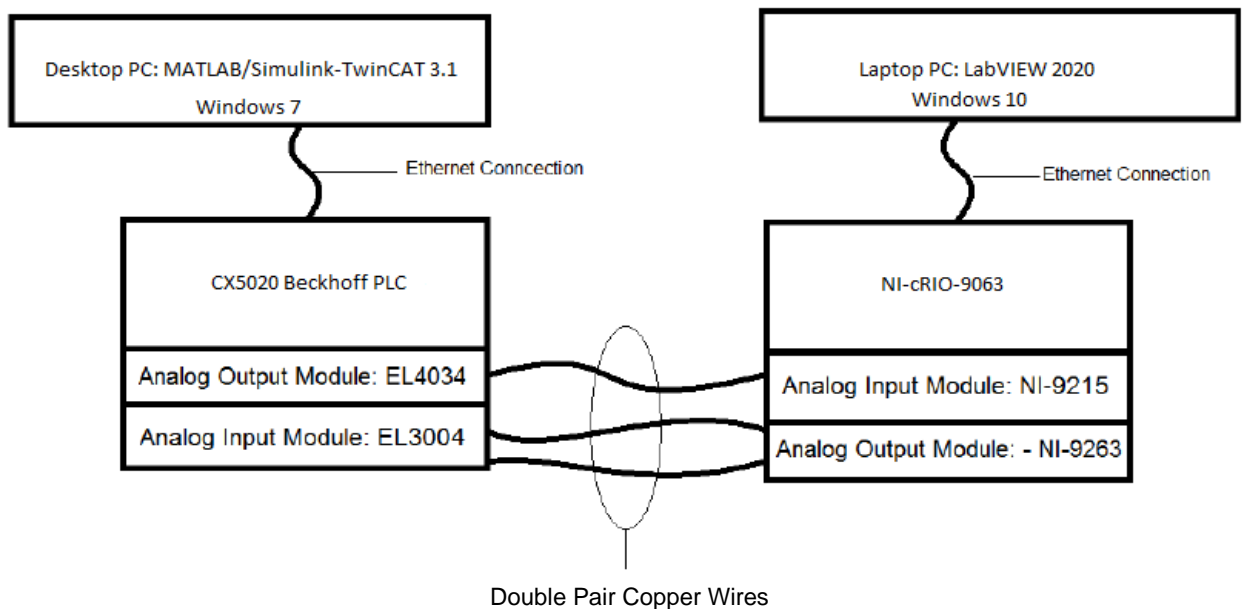 Desktop PC: MATLAB/Simulink-TwinCAT 3.1
Windows 7
Laptop PC: LabVIEW 2020
Windows 10
Ethernet Conncection
Ethernet Connection
CX5020 Beckhoff PLC
NI-cRIO-9063
Analog Output Module: EL4034
Analog Input Module: EL3004
Analog Input Module: NI-9215
Analog Output Module: - NI-9263
Double Pair Copper Wires